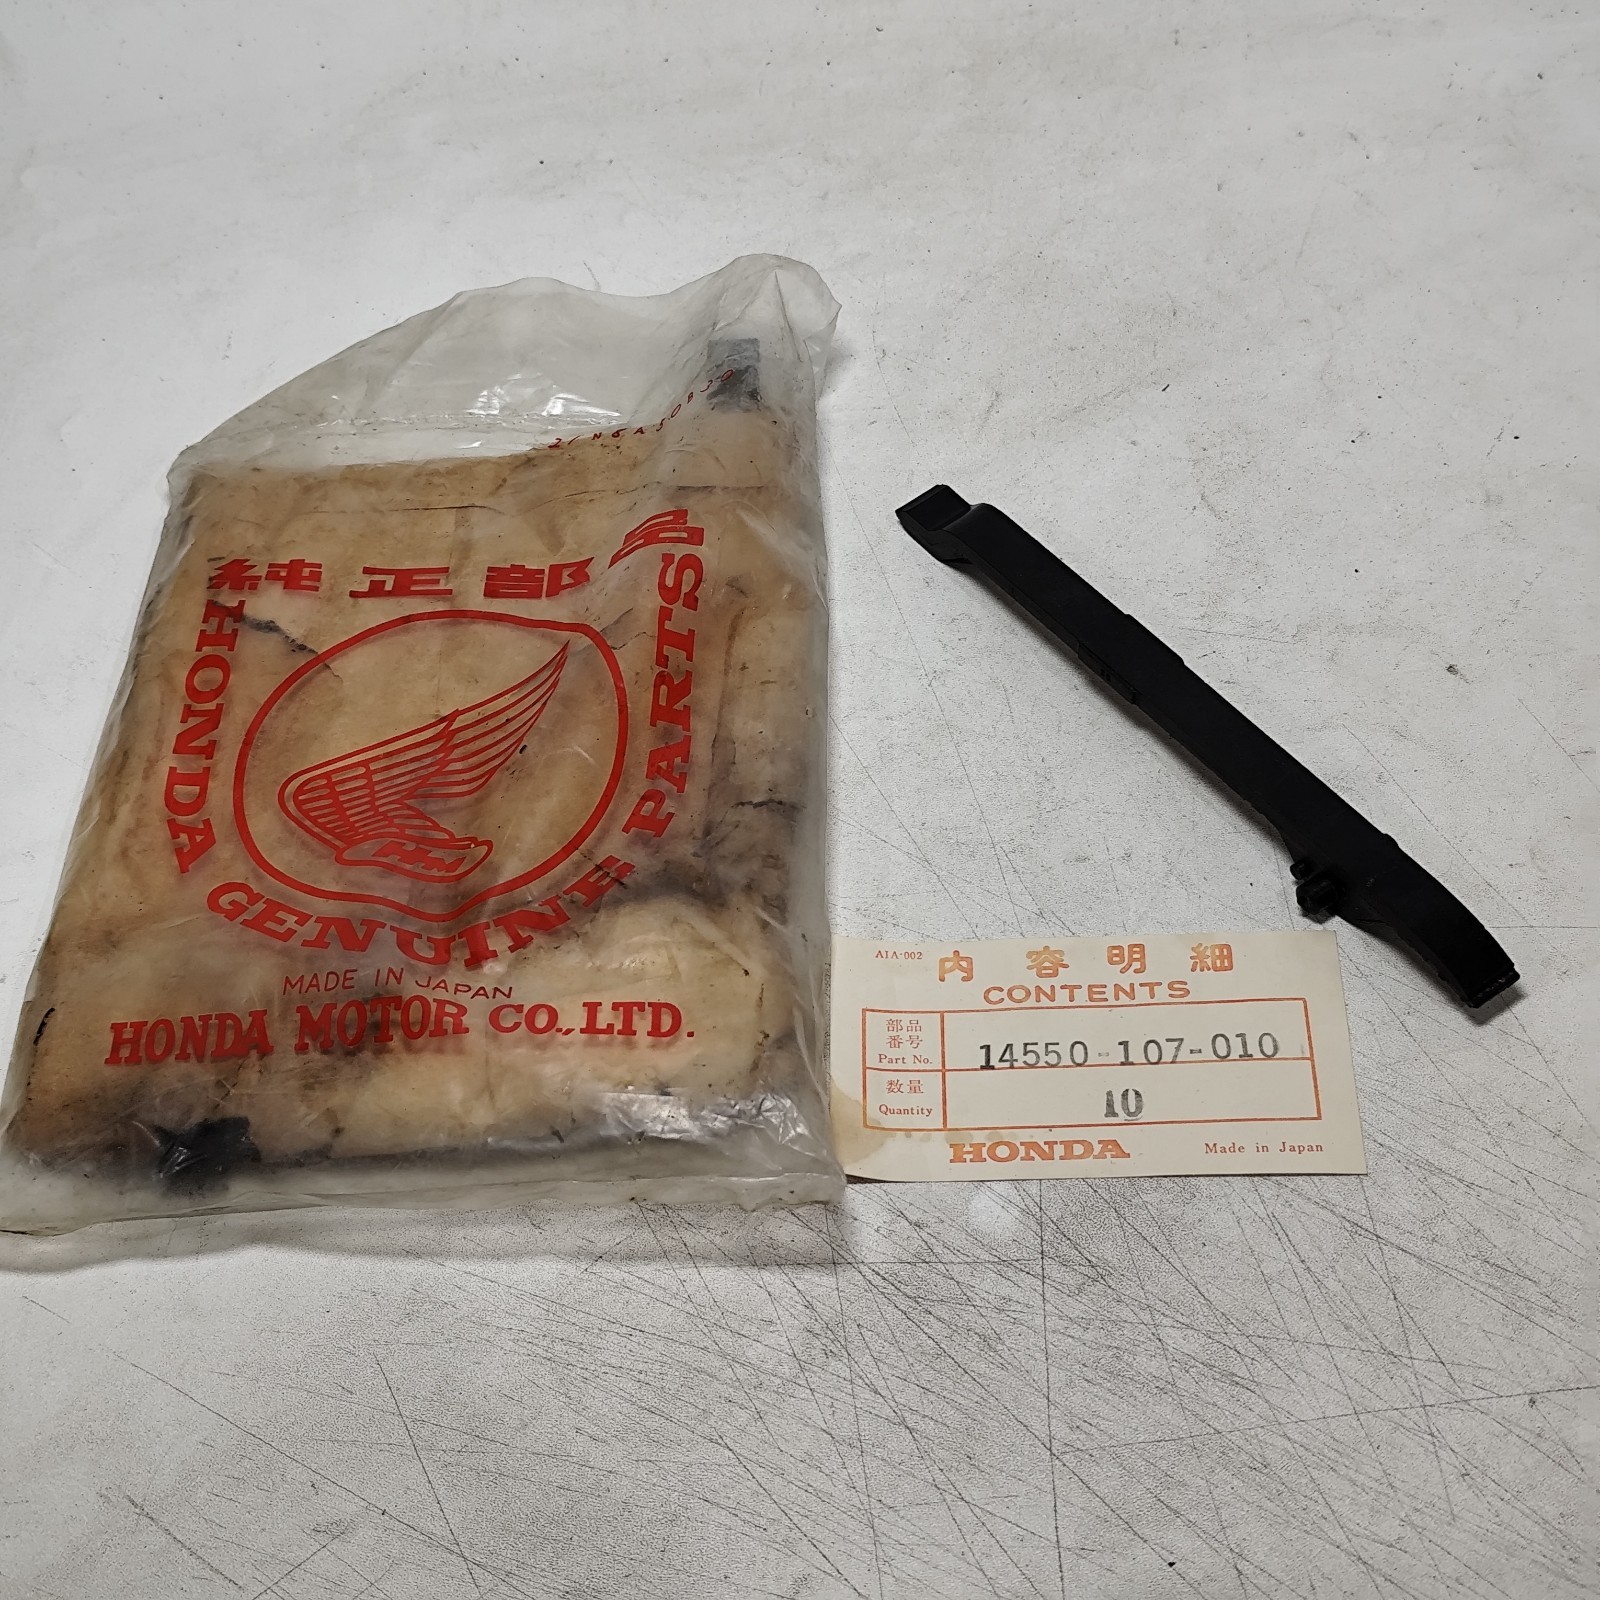 純正部品
HONDA GENUINE PARTS
MADE IN JAPAN
HONDA MOTOR CO., LTD.
AIA-002
内容明細
CONTENTS
部品
番号
Part No.
14550-107-010
数量
Quantity
10
HONDA
Made in Japan